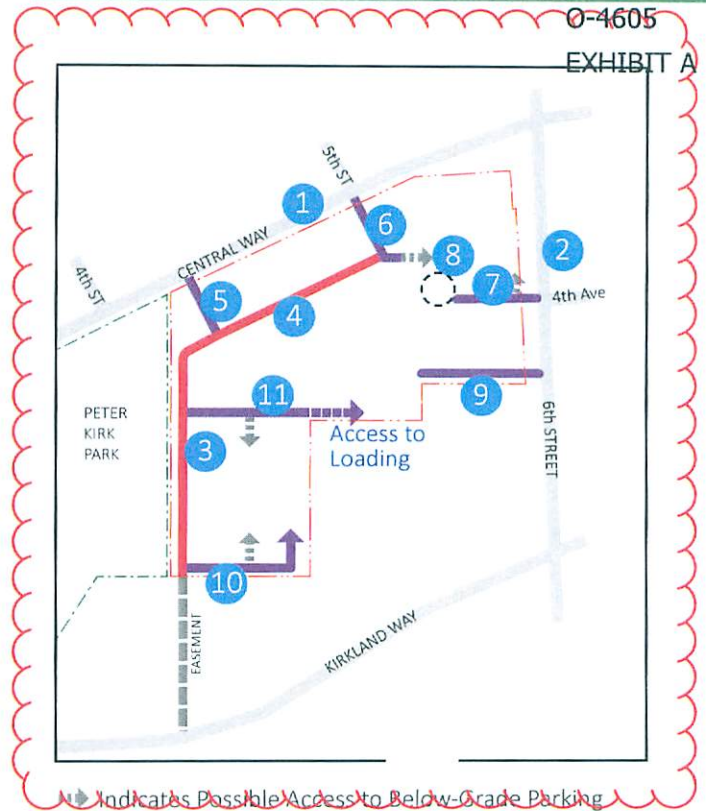 O-4605
EXHIBIT A
5th ST
1
6
CENTRAL WAY
8
2
4th ST
5
7
4th Ave
4
9
11
PETER
KIRK
PARK
Access to
Loading
3
6th STREET
10
EASEMENT
KIRKLAND WAY
Indicates Possible Access to Below-Grade Parking